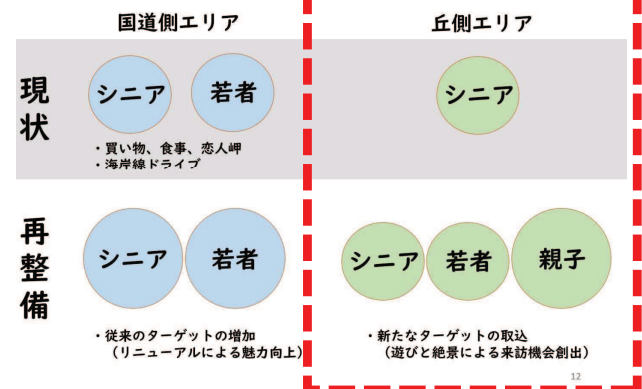 国道側エリア
丘側エリア
現状
シニア
若者
シニア
・買い物、食事、恋人岬
・海岸線ドライブ
再整備
シニア
若者
シニア
若者
親子
・従来のターゲットの増加
（リニューアルによる魅力向上）
・新たなターゲットの取込
（遊びと絶景による来訪機会創出）
12